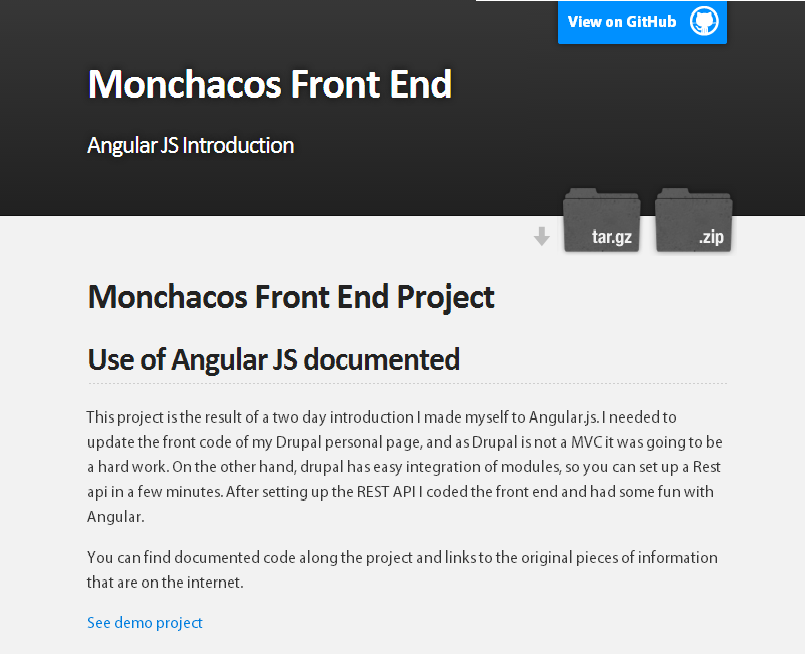 View on GitHub
Monchacos Front End
Angular JS Introduction
tar.gz
.zip
Monchacos Front End Project
Use of Angular JS documented
This project is the result of a two day introduction I made myself to Angular.js. I needed to
update the front code of my Drupal personal page, and as Drupal is not a MVC it was going to be
a hard work. On the other hand, drupal has easy integration of modules, so you can set up a Rest
api in a few minutes. After setting up the REST API I coded the front end and had some fun with
Angular.
You can find documented code along the project and links to the original pieces of information
that are on the internet.
See demo project